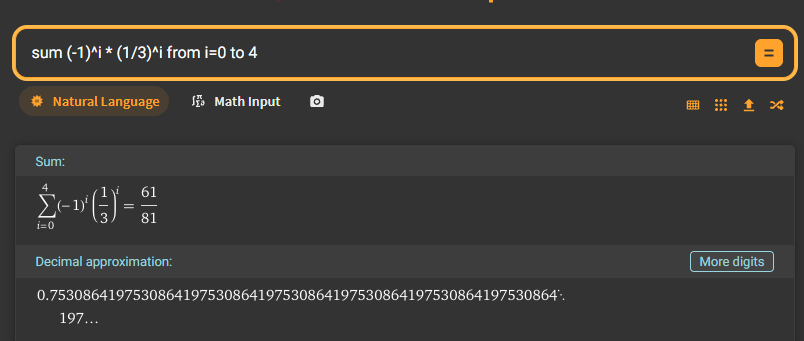 sum (-1)^i * (1/3)^i from i=0 to 4
=
Natural Language
Math Input
Sum:
∑_{i=0}^{4} (−1)^i (1/3)^i = 61/81
Decimal approximation:
More digits
0.7530864197530864197530864197530864197530864197530864⋱
197…